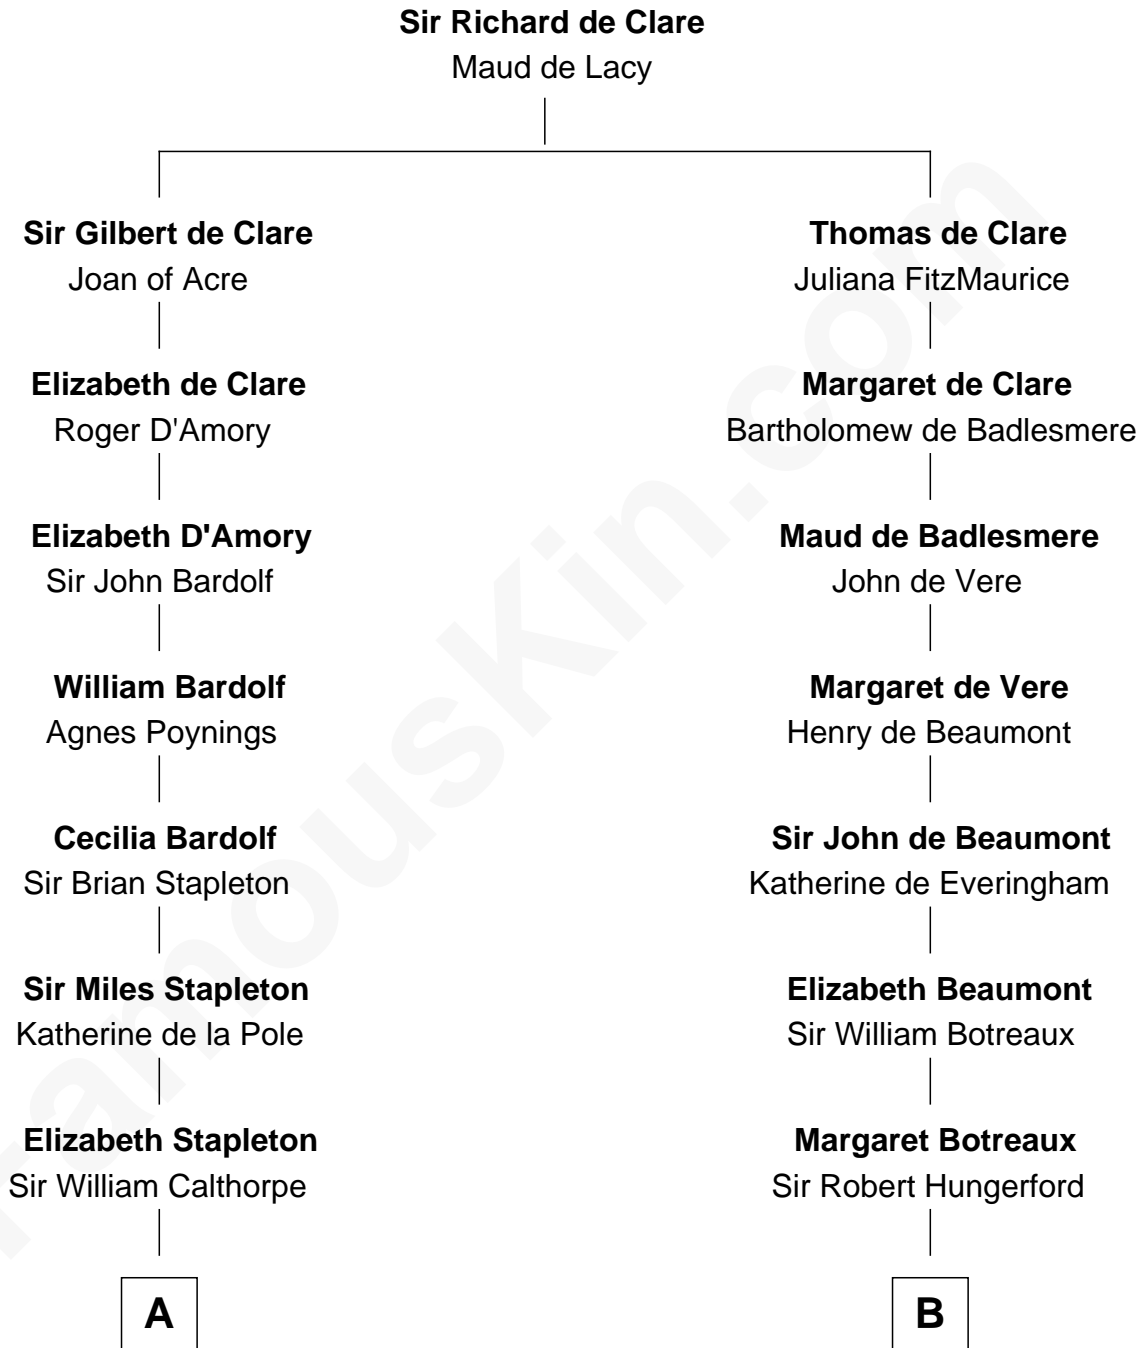 Sir Richard de Clare
Maud de Lacy
Sir Gilbert de Clare
Joan of Acre
Thomas de Clare
Juliana FitzMaurice
Elizabeth de Clare
Roger D'Amory
Margaret de Clare
Bartholomew de Badlesmere
Elizabeth D'Amory
Sir John Bardolf
Maud de Badlesmere
John de Vere
William Bardolf
Agnes Poynings
Margaret de Vere
Henry de Beaumont
Cecilia Bardolf
Sir Brian Stapleton
Sir John de Beaumont
Katherine de Everingham
Sir Miles Stapleton
Katherine de la Pole
Elizabeth Beaumont
Sir William Botreaux
Elizabeth Stapleton
Sir William Calthorpe
Margaret Botreaux
Sir Robert Hungerford
A
B
FamousKin.com